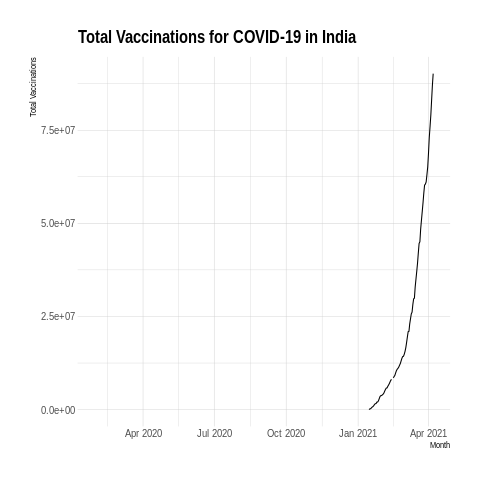 Total Vaccinations for COVID-19 in India
Total Vaccinations
7.5e+07
5.0e+07
2.5e+07
0.0e+00
Apr 2020 Jul 2020 Oct 2020 Jan 2021 Apr 2021
Month